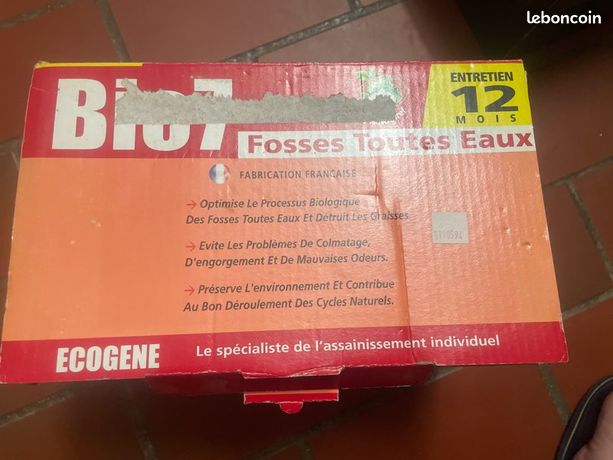 leboncoin
Bio7
ENTRETIEN
12
MOIS
Fosses Toutes Eaux
FABRICATION FRANÇAISE
→ Optimise Le Processus Biologique
Des Fosses Toutes Eaux Et Détruit Les Graisses
→ Evite Les Problèmes De Colmatage,
D'engorgement Et De Mauvaises Odeurs.
→ Préserve L'environnement Et Contribue
Au Bon Déroulement Des Cycles Naturels.
ECOGENE
Le spécialiste de l'assainissement individuel